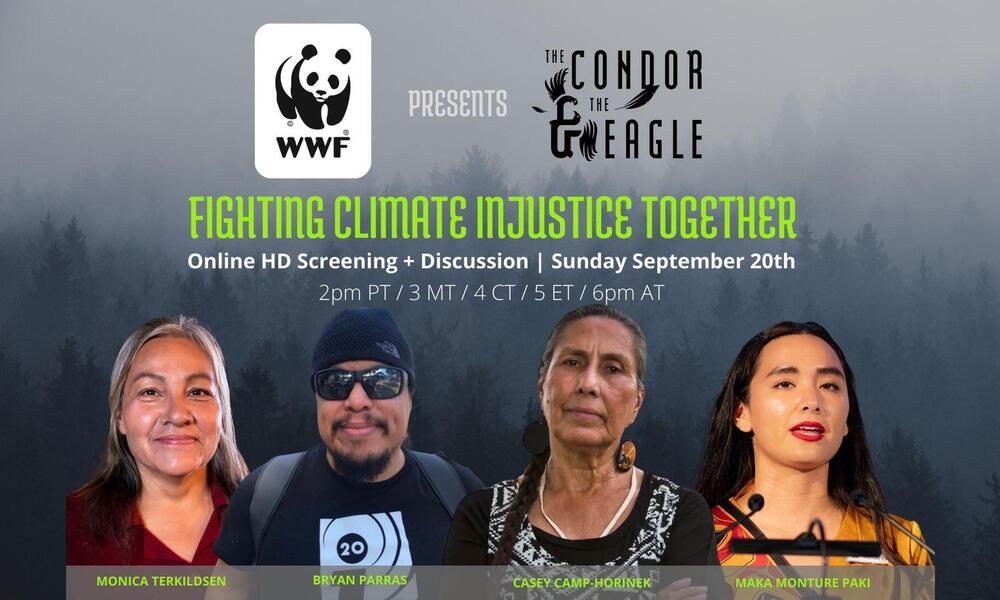 WWF
PRESENTS
THE CONDOR
& THE EAGLE
FIGHTING CLIMATE INJUSTICE TOGETHER
Online HD Screening + Discussion | Sunday September 20th
2pm PT / 3 MT / 4 CT / 5 ET / 6pm AT
20
MONICA TERKILDSEN
BRYAN PARRAS
CASEY CAMP-HORINEK
MAKA MONTURE PAKI